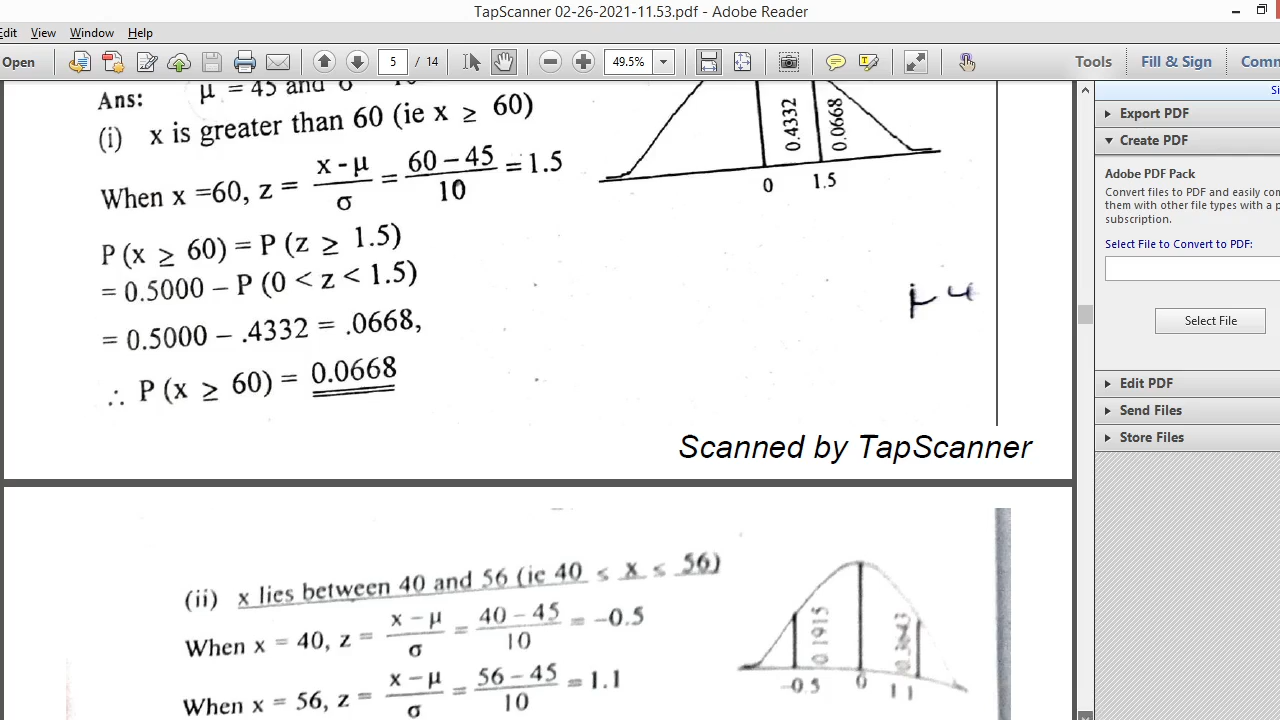 TapScanner 02-26-2021-11.53.pdf - Adobe Reader
Edit View Window Help
Open 5 / 14 49.5% Tools Fill & Sign Comm
Ans: μ = 45 and σ
(i) x is greater than 60 (ie x ≥ 60)
When x =60, z = x - μ / σ = 60 – 45 / 10 = 1.5
P (x ≥ 60) = P (z ≥ 1.5)
= 0.5000 – P (0 < z < 1.5)
= 0.5000 – .4332 = .0668,
∴ P (x ≥ 60) = 0.0668
0.4332 0.0668
0 1.5
Scanned by TapScanner
(ii) x lies between 40 and 56 (ie 40 ≤ x ≤ 56)
When x = 40, z = x – μ / σ = 40 – 45 / 10 = –0.5
When x = 56, z = x – μ / σ = 56 – 45 / 10 = 1.1
0.1915
-0.5 0 1 1
Si
Export PDF
Create PDF
Adobe PDF Pack
Convert files to PDF and easily com
them with other file types with a p
subscription.
Select File to Convert to PDF:
Select File
Edit PDF
Send Files
Store Files